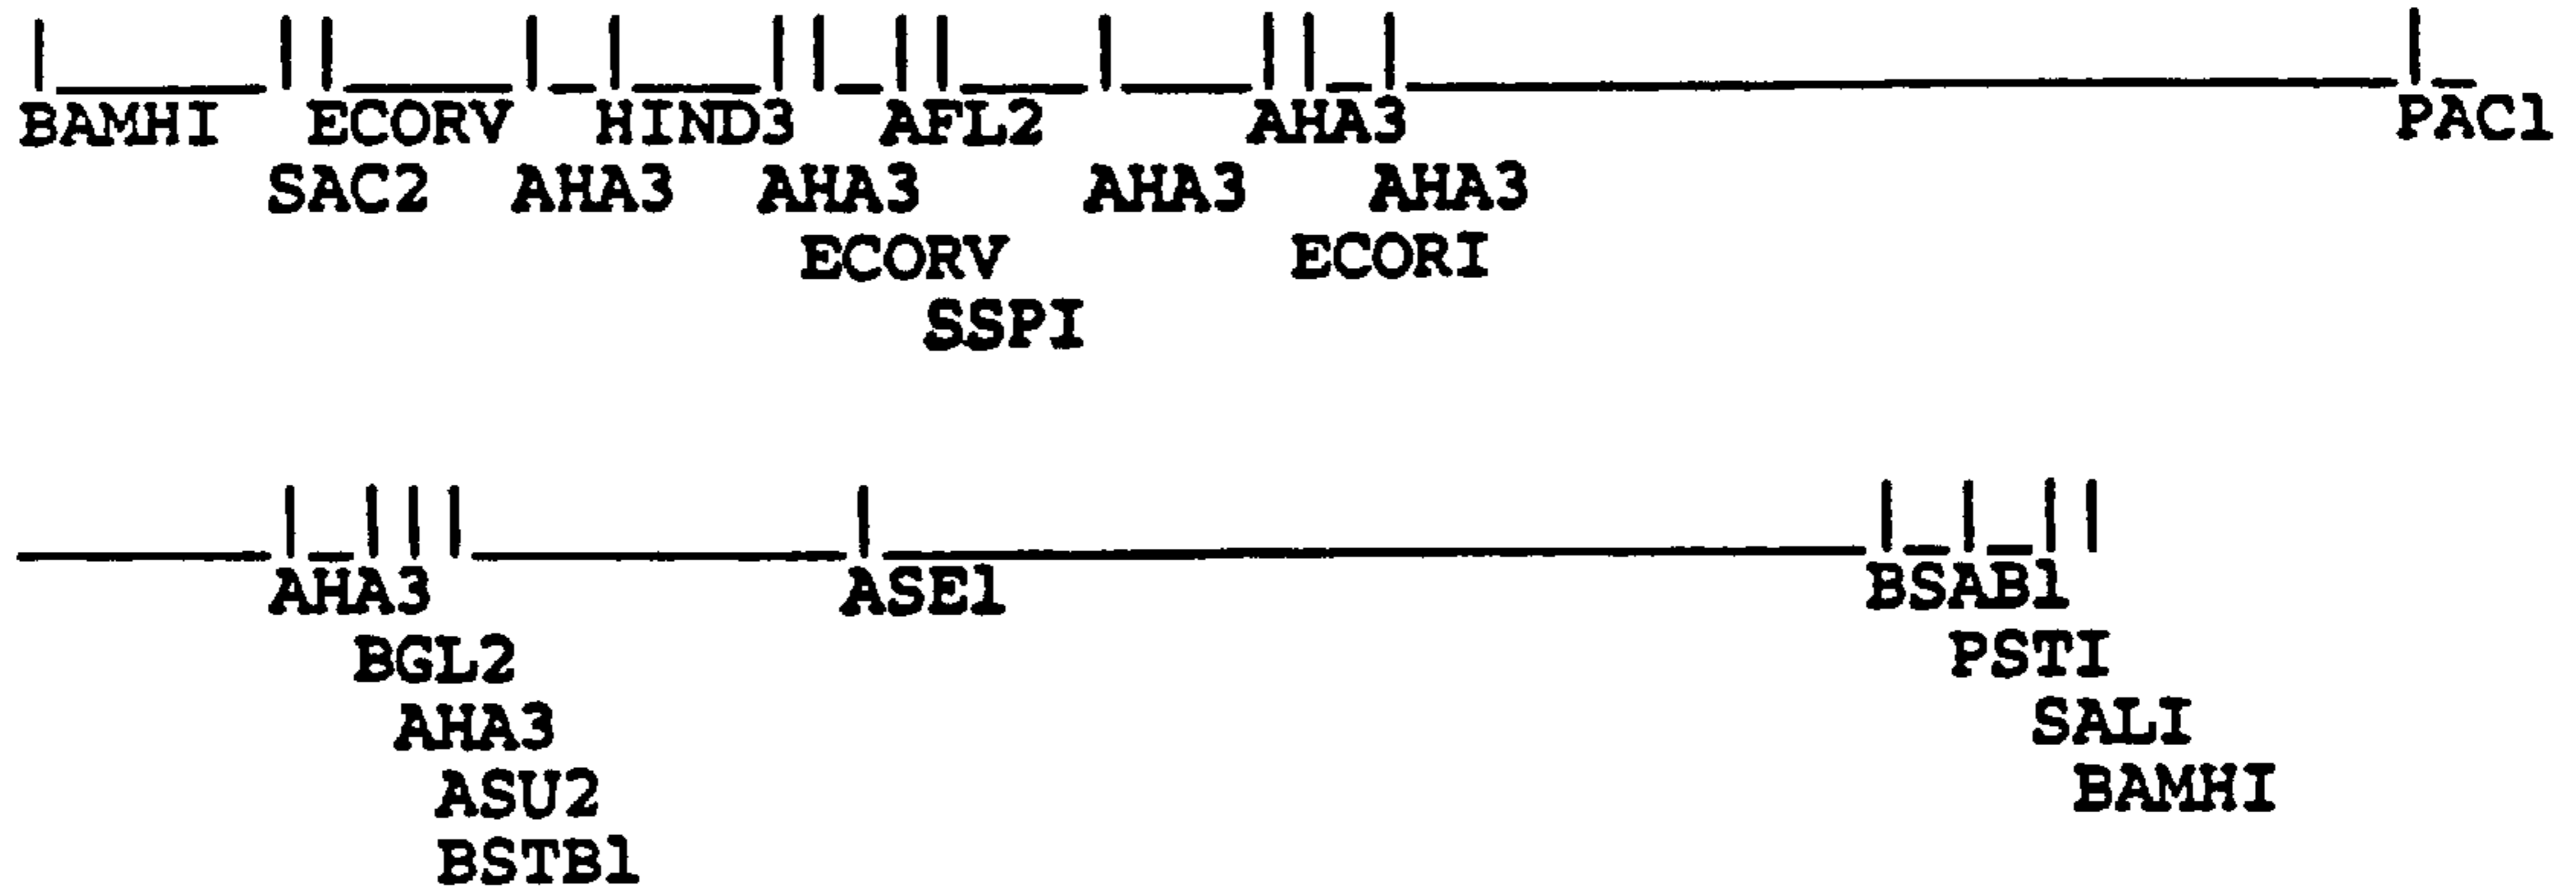 BAMHI ECORV HIND3 AFL2 AHA3 PAC1
SAC2 AHA3 AHA3 AHA3 AHA3
ECORV ECORI
SSPI
AHA3 ASE1 BSAB1
BGL2 PSTI
AHA3 SALI
ASU2 BAMHI
BSTB1